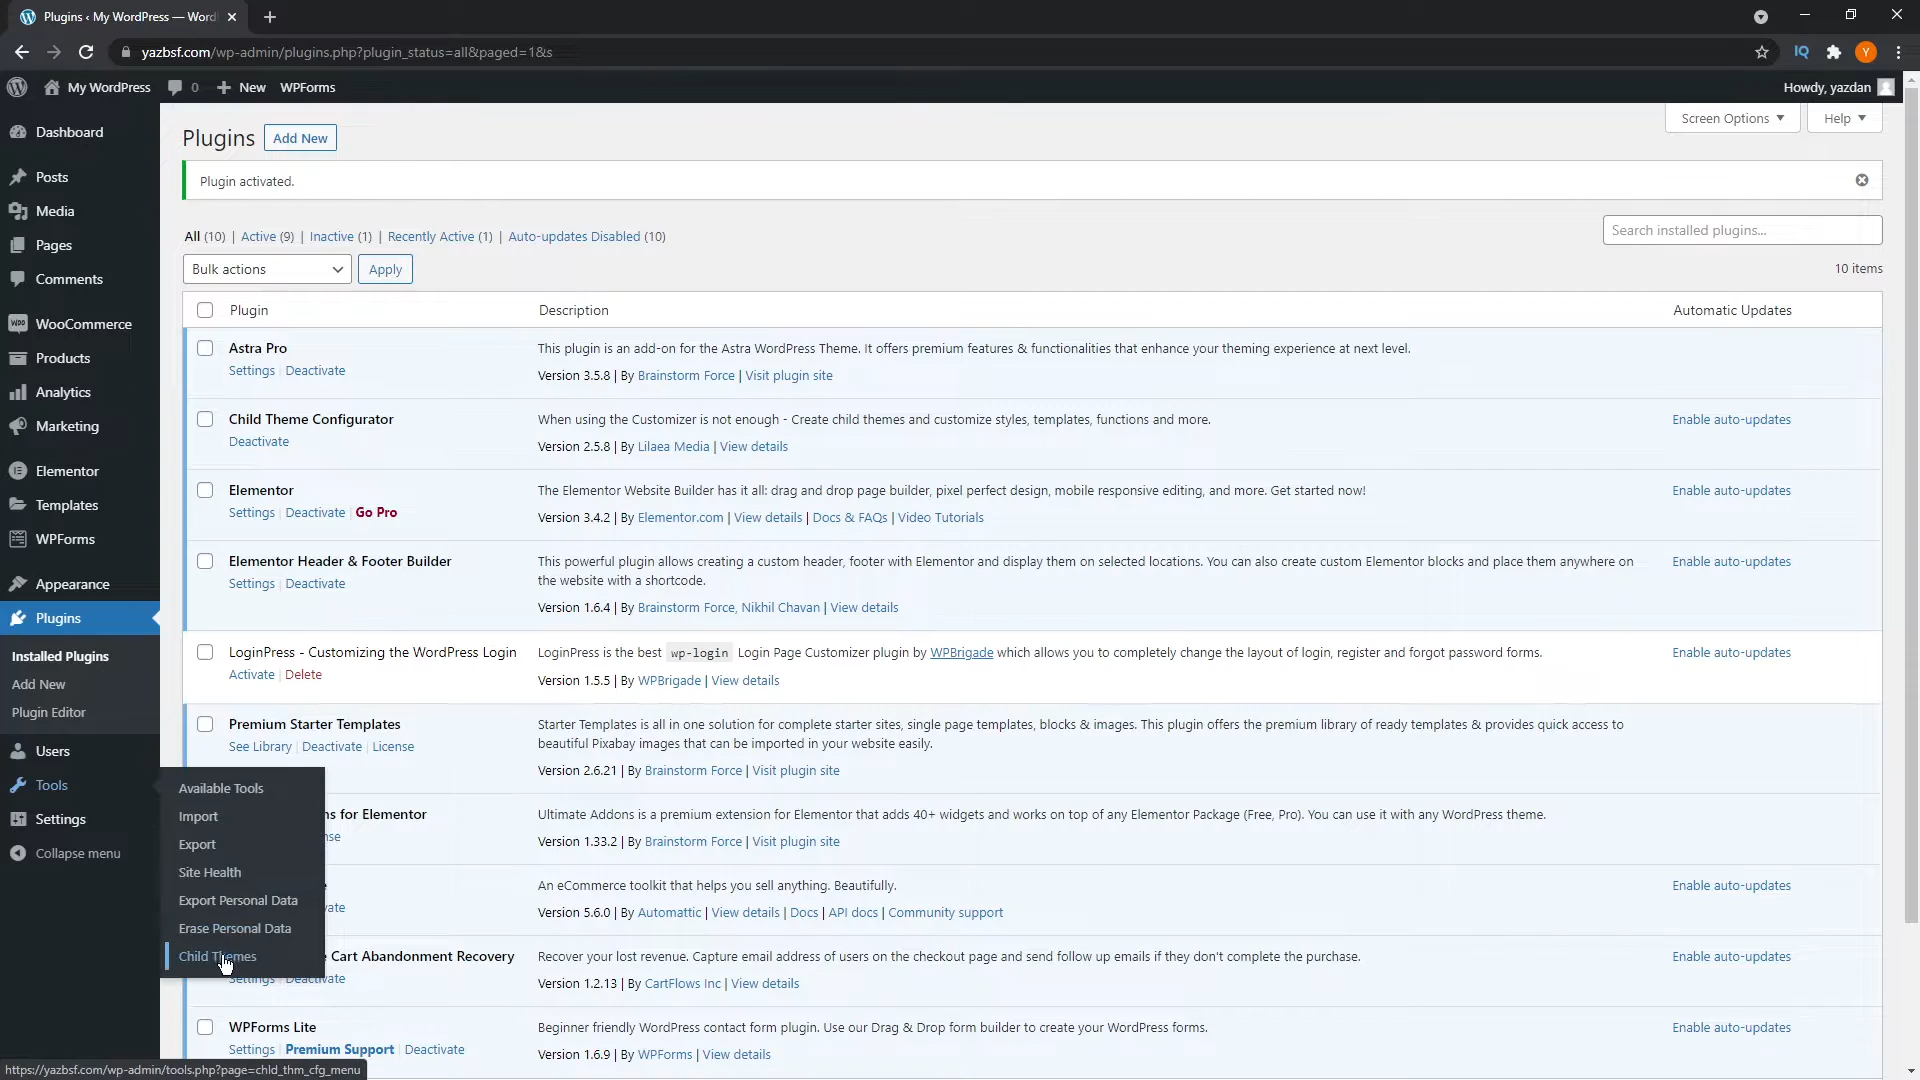 Plugins ‹ My WordPress — Word
yazbsf.com/wp-admin/plugins.php?plugin_status=all&paged=1&s
IQ
Y
My WordPress 0 New WPForms
Howdy, yazdan
Dashboard
Posts
Media
Pages
Comments
WooCommerce
Products
Analytics
Marketing
Elementor
Templates
WPForms
Appearance
Plugins
Installed Plugins
Add New
Plugin Editor
Users
Tools
Settings
Collapse menu
Available Tools
Import
Export
Site Health
Export Personal Data
Erase Personal Data
Child Themes
Screen Options Help
Plugins Add New
Plugin activated.
All (10) | Active (9) | Inactive (1) | Recently Active (1) | Auto-updates Disabled (10)
Search installed plugins...
Bulk actions Apply
10 items
Plugin Description Automatic Updates
Astra Pro
Settings | Deactivate
This plugin is an add-on for the Astra WordPress Theme. It offers premium features & functionalities that enhance your theming experience at next level.
Version 3.5.8 | By Brainstorm Force | Visit plugin site
Child Theme Configurator
Deactivate
When using the Customizer is not enough - Create child themes and customize styles, templates, functions and more.
Version 2.5.8 | By Lilaea Media | View details
Enable auto-updates
Elementor
Settings | Deactivate | Go Pro
The Elementor Website Builder has it all: drag and drop page builder, pixel perfect design, mobile responsive editing, and more. Get started now!
Version 3.4.2 | By Elementor.com | View details | Docs & FAQs | Video Tutorials
Enable auto-updates
Elementor Header & Footer Builder
Settings | Deactivate
This powerful plugin allows creating a custom header, footer with Elementor and display them on selected locations. You can also create custom Elementor blocks and place them anywhere on
the website with a shortcode.
Version 1.6.4 | By Brainstorm Force, Nikhil Chavan | View details
Enable auto-updates
LoginPress - Customizing the WordPress Login
Activate | Delete
LoginPress is the best wp-login Login Page Customizer plugin by WPBrigade which allows you to completely change the layout of login, register and forgot password forms.
Version 1.5.5 | By WPBrigade | View details
Enable auto-updates
Premium Starter Templates
See Library | Deactivate | License
Starter Templates is all in one solution for complete starter sites, single page templates, blocks & images. This plugin offers the premium library of ready templates & provides quick access to
beautiful Pixabay images that can be imported in your website easily.
Version 2.6.21 | By Brainstorm Force | Visit plugin site
ns for Elementor
nse
Ultimate Addons is a premium extension for Elementor that adds 40+ widgets and works on top of any Elementor Package (Free, Pro). You can use it with any WordPress theme.
Version 1.33.2 | By Brainstorm Force | Visit plugin site
e
vate
An eCommerce toolkit that helps you sell anything. Beautifully.
Version 5.6.0 | By Automattic | View details | Docs | API docs | Community support
Enable auto-updates
Cart Abandonment Recovery
Settings | Deactivate
Recover your lost revenue. Capture email address of users on the checkout page and send follow up emails if they don't complete the purchase.
Version 1.2.13 | By CartFlows Inc | View details
Enable auto-updates
WPForms Lite
Settings | Premium Support | Deactivate
Beginner friendly WordPress contact form plugin. Use our Drag & Drop form builder to create your WordPress forms.
Version 1.6.9 | By WPForms | View details
Enable auto-updates
https://yazbsf.com/wp-admin/tools.php?page=chld_thm_cfg_menu